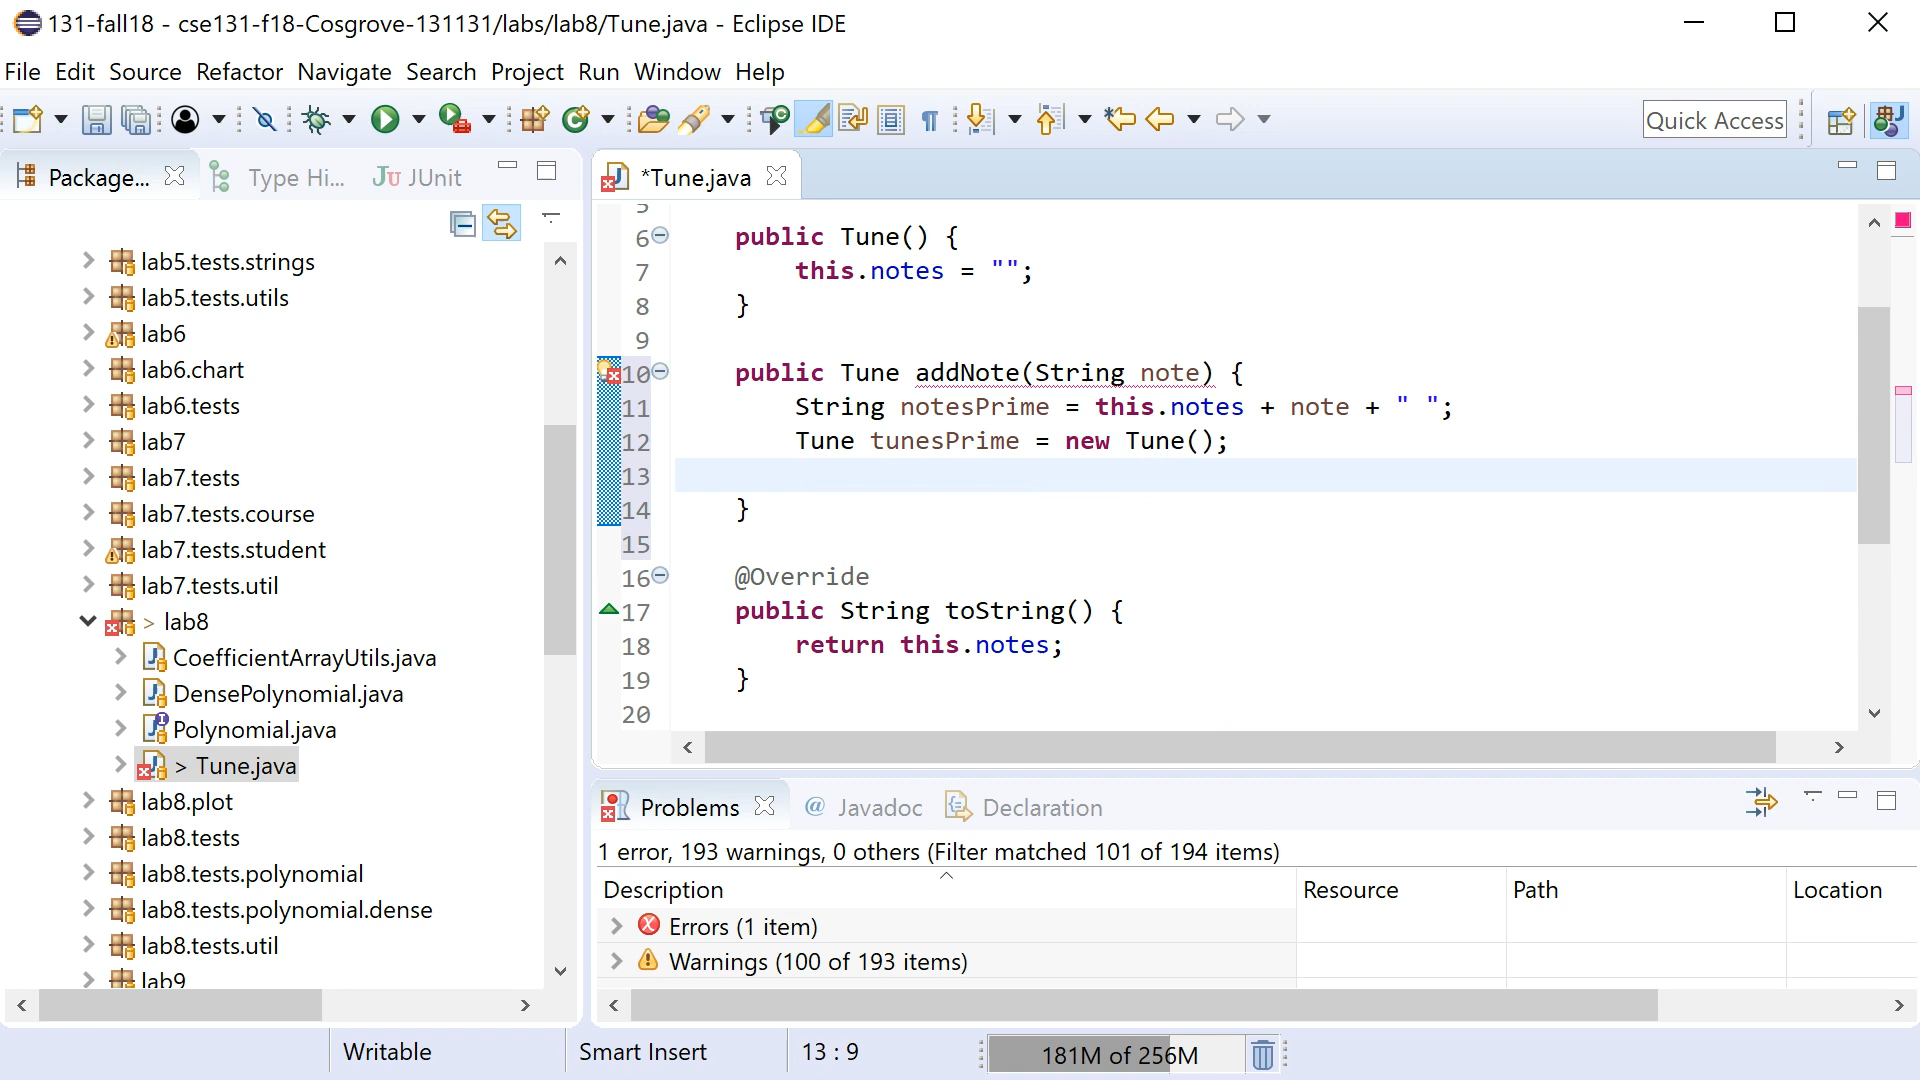 131-fall18 - cse131-f18-Cosgrove-131131/labs/lab8/Tune.java - Eclipse IDE
File Edit Source Refactor Navigate Search Project Run Window Help
Quick Access
Package... Type Hi... JUnit
*Tune.java
lab5.tests.strings
lab5.tests.utils
lab6
lab6.chart
lab6.tests
lab7
lab7.tests
lab7.tests.course
lab7.tests.student
lab7.tests.util
> lab8
CoefficientArrayUtils.java
DensePolynomial.java
Polynomial.java
> Tune.java
lab8.plot
lab8.tests
lab8.tests.polynomial
lab8.tests.polynomial.dense
lab8.tests.util
lab9
5
6 public Tune() {
7 this.notes = "";
8 }
9
10 public Tune addNote(String note) {
11 String notesPrime = this.notes + note + " ";
12 Tune tunesPrime = new Tune();
13
14 }
15
16 @Override
17 public String toString() {
18 return this.notes;
19 }
20
Problems @ Javadoc Declaration
1 error, 193 warnings, 0 others (Filter matched 101 of 194 items)
Description Resource Path Location
Errors (1 item)
Warnings (100 of 193 items)
Writable Smart Insert 13 : 9 181M of 256M